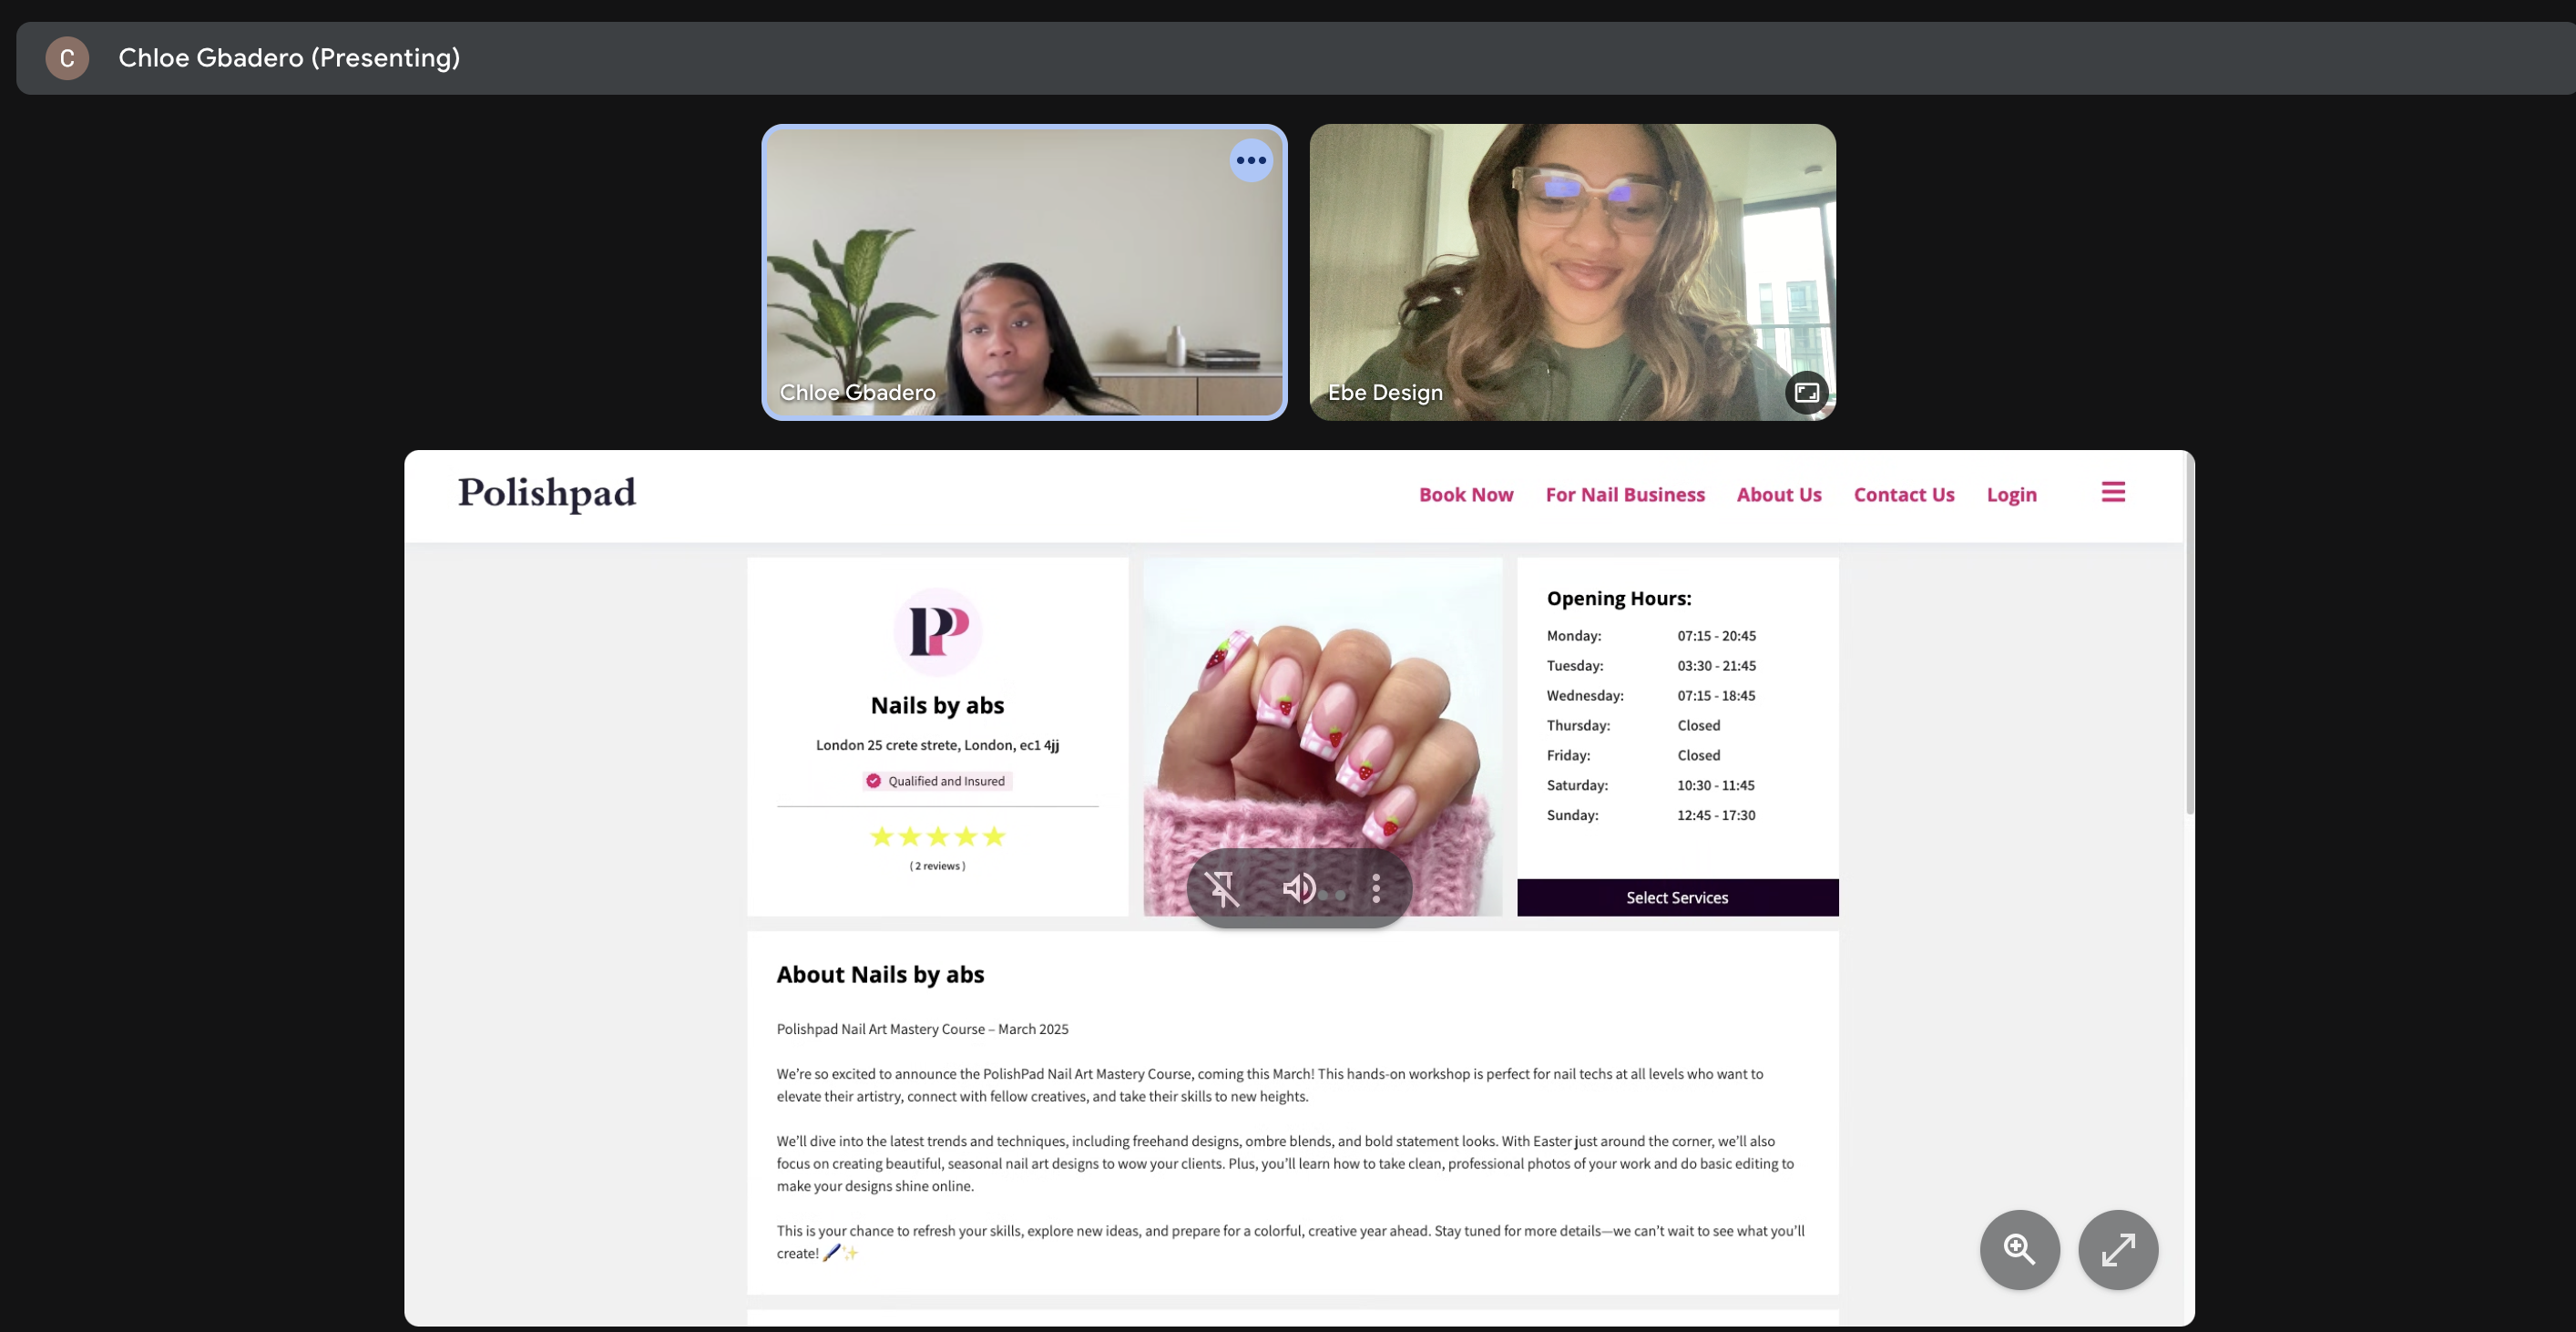 C
Chloe Gbadero (Presenting)
Chloe Gbadero
Ebe Design
Polishpad
Book Now
For Nail Business
About Us
Contact Us
Login
PP
Nails by abs
London 25 crete strete, London, ec1 4jj
Qualified and Insured
( 2 reviews )
Opening Hours:
Monday: 07:15 - 20:45
Tuesday: 03:30 - 21:45
Wednesday: 07:15 - 18:45
Thursday: Closed
Friday: Closed
Saturday: 10:30 - 11:45
Sunday: 12:45 - 17:30
Select Services
About Nails by abs
Polishpad Nail Art Mastery Course – March 2025
We're so excited to announce the PolishPad Nail Art Mastery Course, coming this March! This hands-on workshop is perfect for nail techs at all levels who want to
elevate their artistry, connect with fellow creatives, and take their skills to new heights.
We'll dive into the latest trends and techniques, including freehand designs, ombre blends, and bold statement looks. With Easter just around the corner, we'll also
focus on creating beautiful, seasonal nail art designs to wow your clients. Plus, you'll learn how to take clean, professional photos of your work and do basic editing to
make your designs shine online.
This is your chance to refresh your skills, explore new ideas, and prepare for a colorful, creative year ahead. Stay tuned for more details—we can't wait to see what you'll
create! 🖌️✨